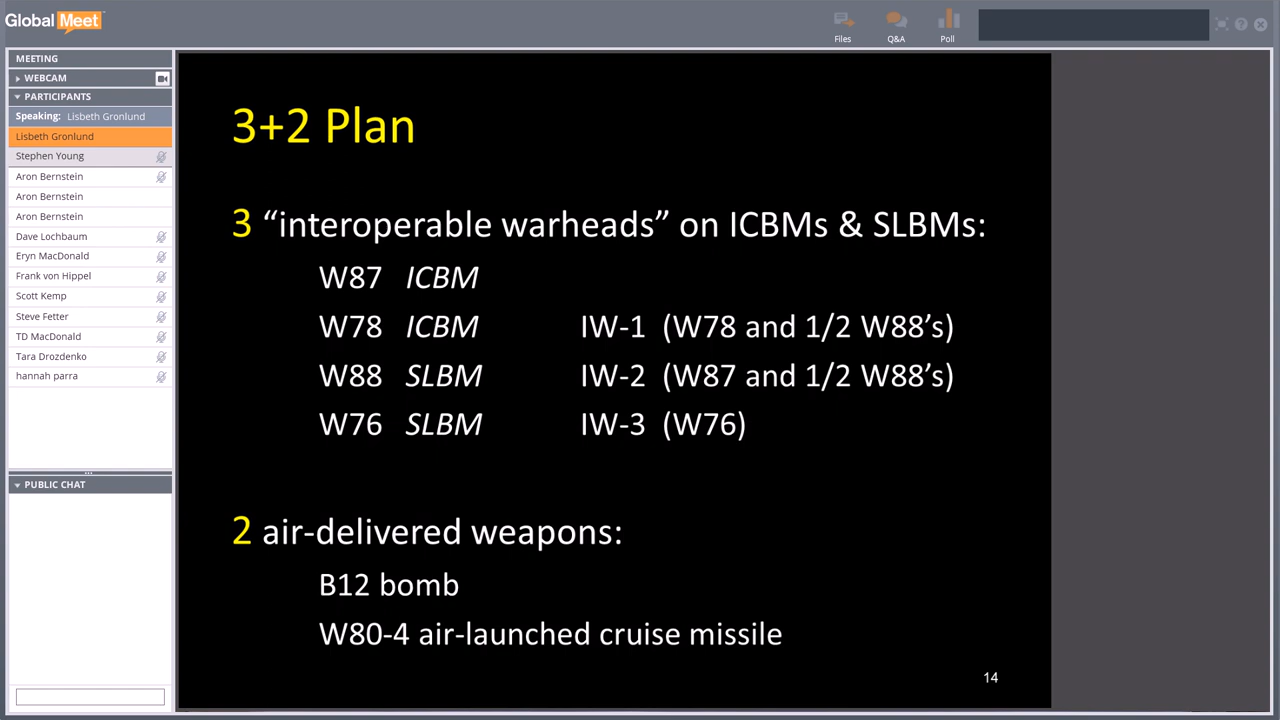 Global Meet
Files
Q&A
Poll
MEETING
WEBCAM
PARTICIPANTS
Speaking: Lisbeth Gronlund
Lisbeth Gronlund
Stephen Young
Aron Bernstein
Aron Bernstein
Aron Bernstein
Dave Lochbaum
Eryn MacDonald
Frank von Hippel
Scott Kemp
Steve Fetter
TD MacDonald
Tara Drozdenko
hannah parra
PUBLIC CHAT
3+2 Plan
3 “interoperable warheads” on ICBMs & SLBMs:
W87 ICBM
W78 ICBM IW-1 (W78 and 1/2 W88’s)
W88 SLBM IW-2 (W87 and 1/2 W88’s)
W76 SLBM IW-3 (W76)
2 air-delivered weapons:
B12 bomb
W80-4 air-launched cruise missile
14